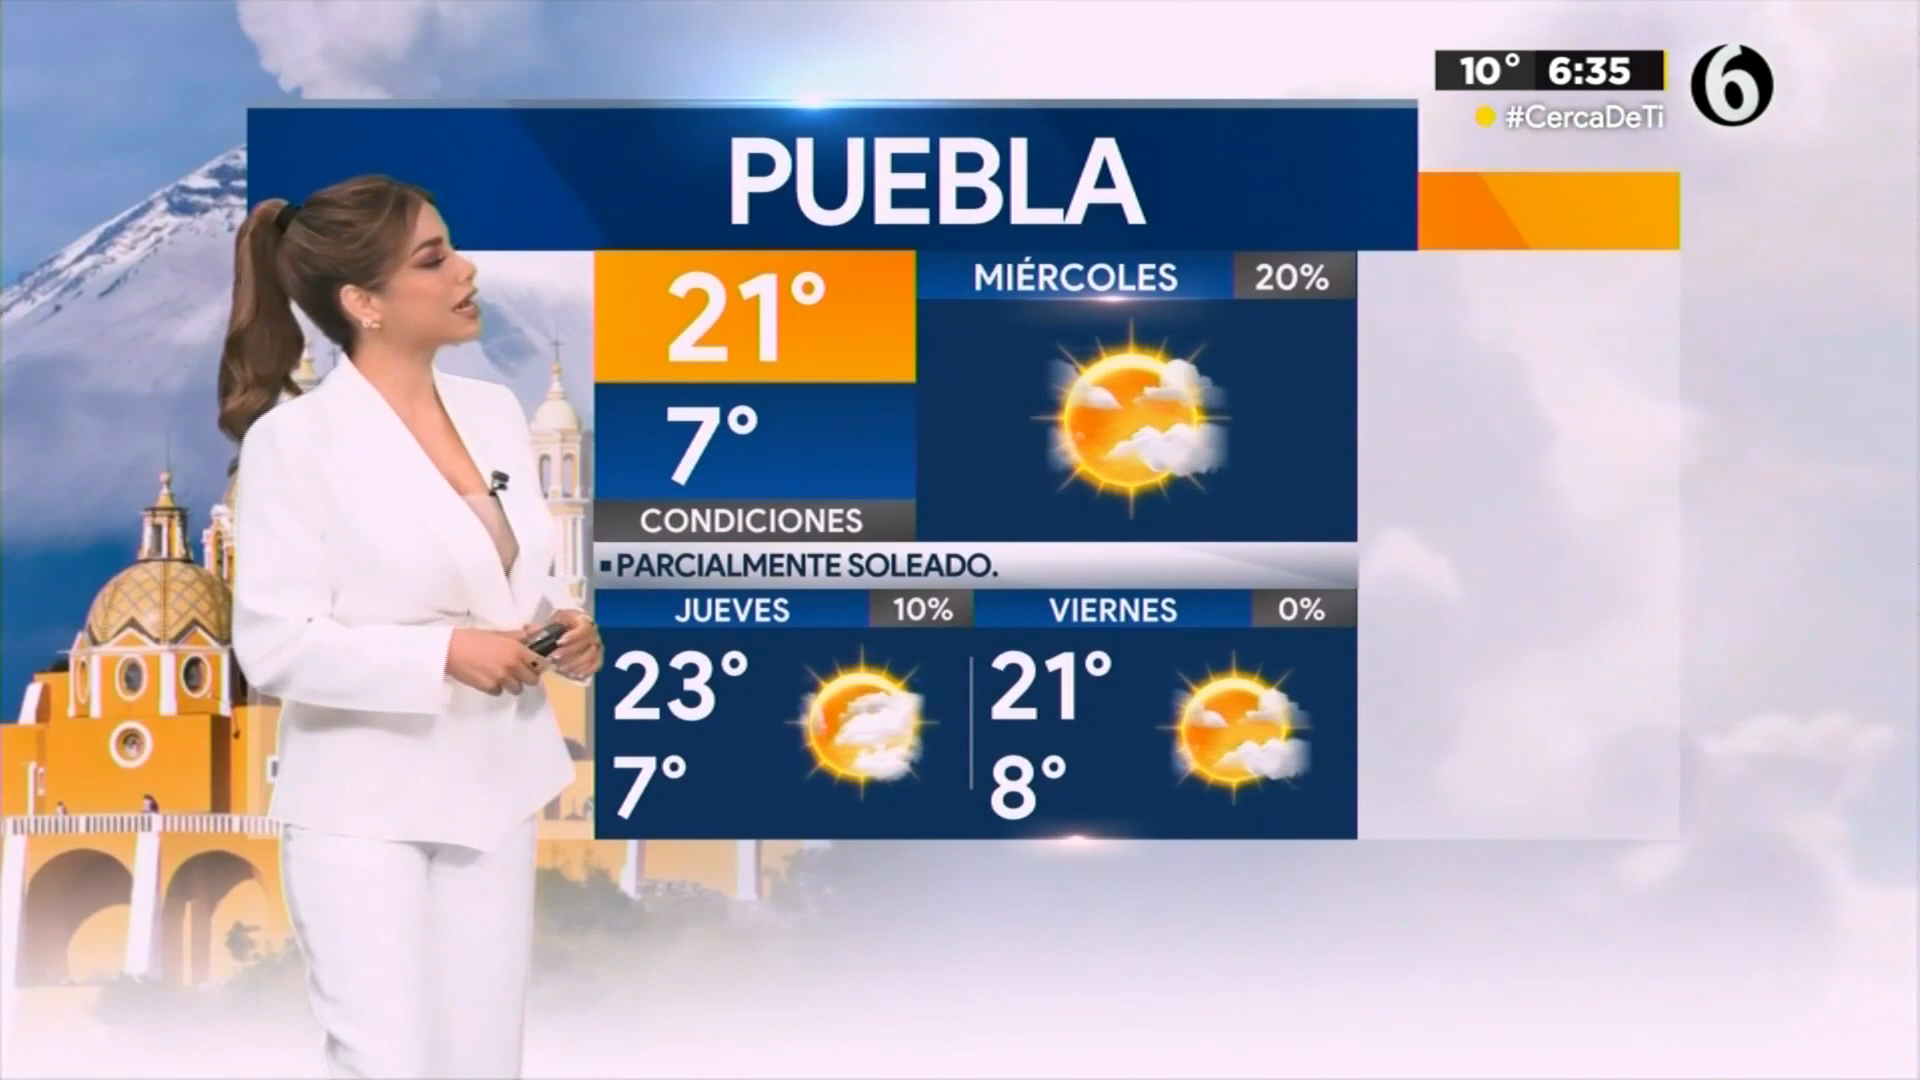 10° 6:35
6
#CercaDeTi
PUEBLA
21°
7°
MIÉRCOLES 20%
CONDICIONES
▪PARCIALMENTE SOLEADO.
JUEVES 10%
23°
7°
VIERNES 0%
21°
8°